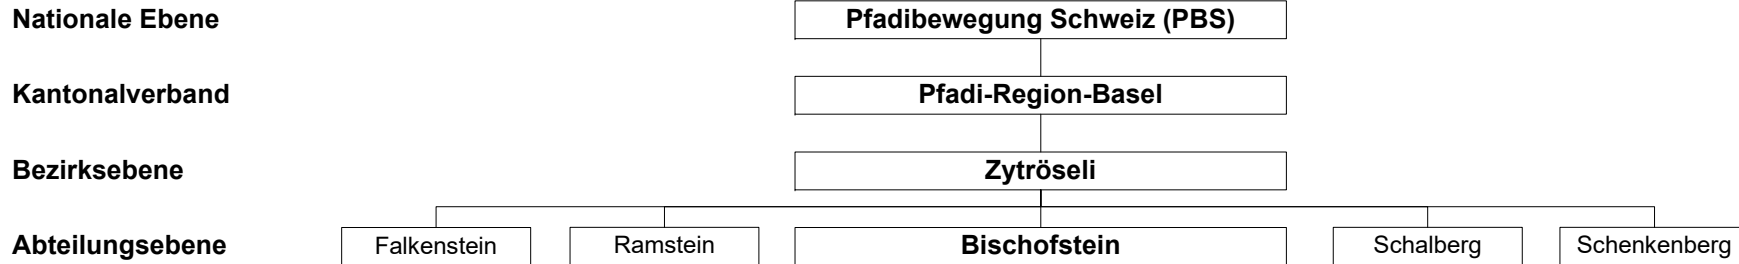 Nationale Ebene Pfadibewegung Schweiz (PBS)
Kantonalverband Pfadi-Region-Basel
Bezirksebene Zytröseli
Abteilungsebene Falkenstein Ramstein Bischofstein Schalberg Schenkenberg